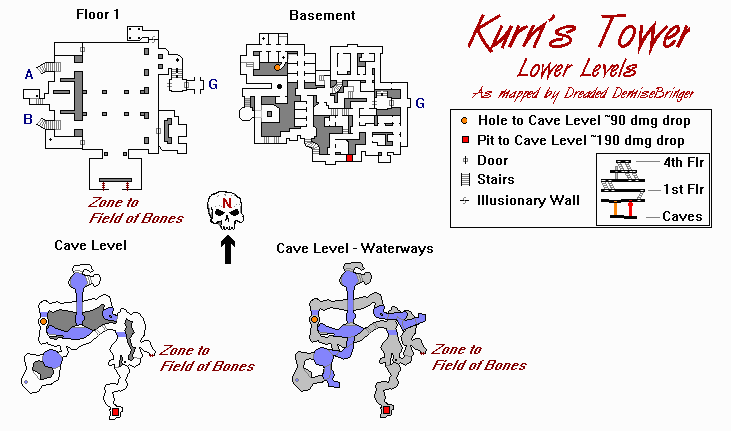 Floor 1
Basement
Kurn's Tower
Lower Levels
As mapped by Dreaded DemiseBringer
A
B
G
G
Hole to Cave Level ~90 dmg drop
Pit to Cave Level ~190 dmg drop
Door
Stairs
Illusionary Wall
4th Flr
1st Flr
Caves
Zone to
Field of Bones
N
Cave Level
Cave Level - Waterways
Zone to
Field of Bones
Zone to
Field of Bones